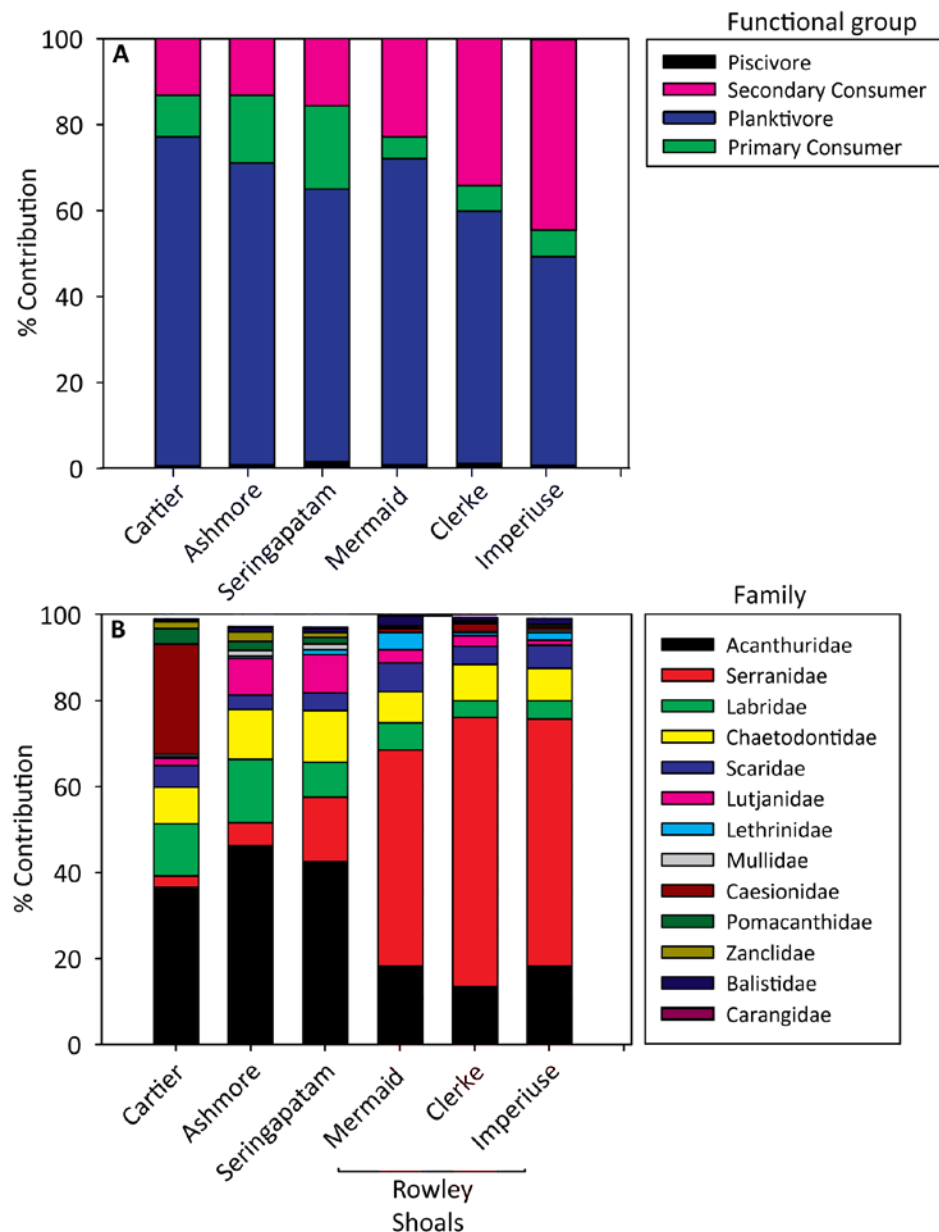 Functional group
A
Piscivore
Secondary Consumer
Planktivore
Primary Consumer
% Contribution
100
80
60
40
20
0
Cartier
Ashmore
Seringapatam
Mermaid
Clerke
Imperiuse
Family
B
Acanthuridae
Serranidae
Labridae
Chaetodontidae
Scaridae
Lutjanidae
Lethrinidae
Mullidae
Caesionidae
Pomacanthidae
Zanclidae
Balistidae
Carangidae
% Contribution
100
80
60
40
20
0
Cartier
Ashmore
Seringapatam
Mermaid
Clerke
Imperiuse
Rowley
Shoals